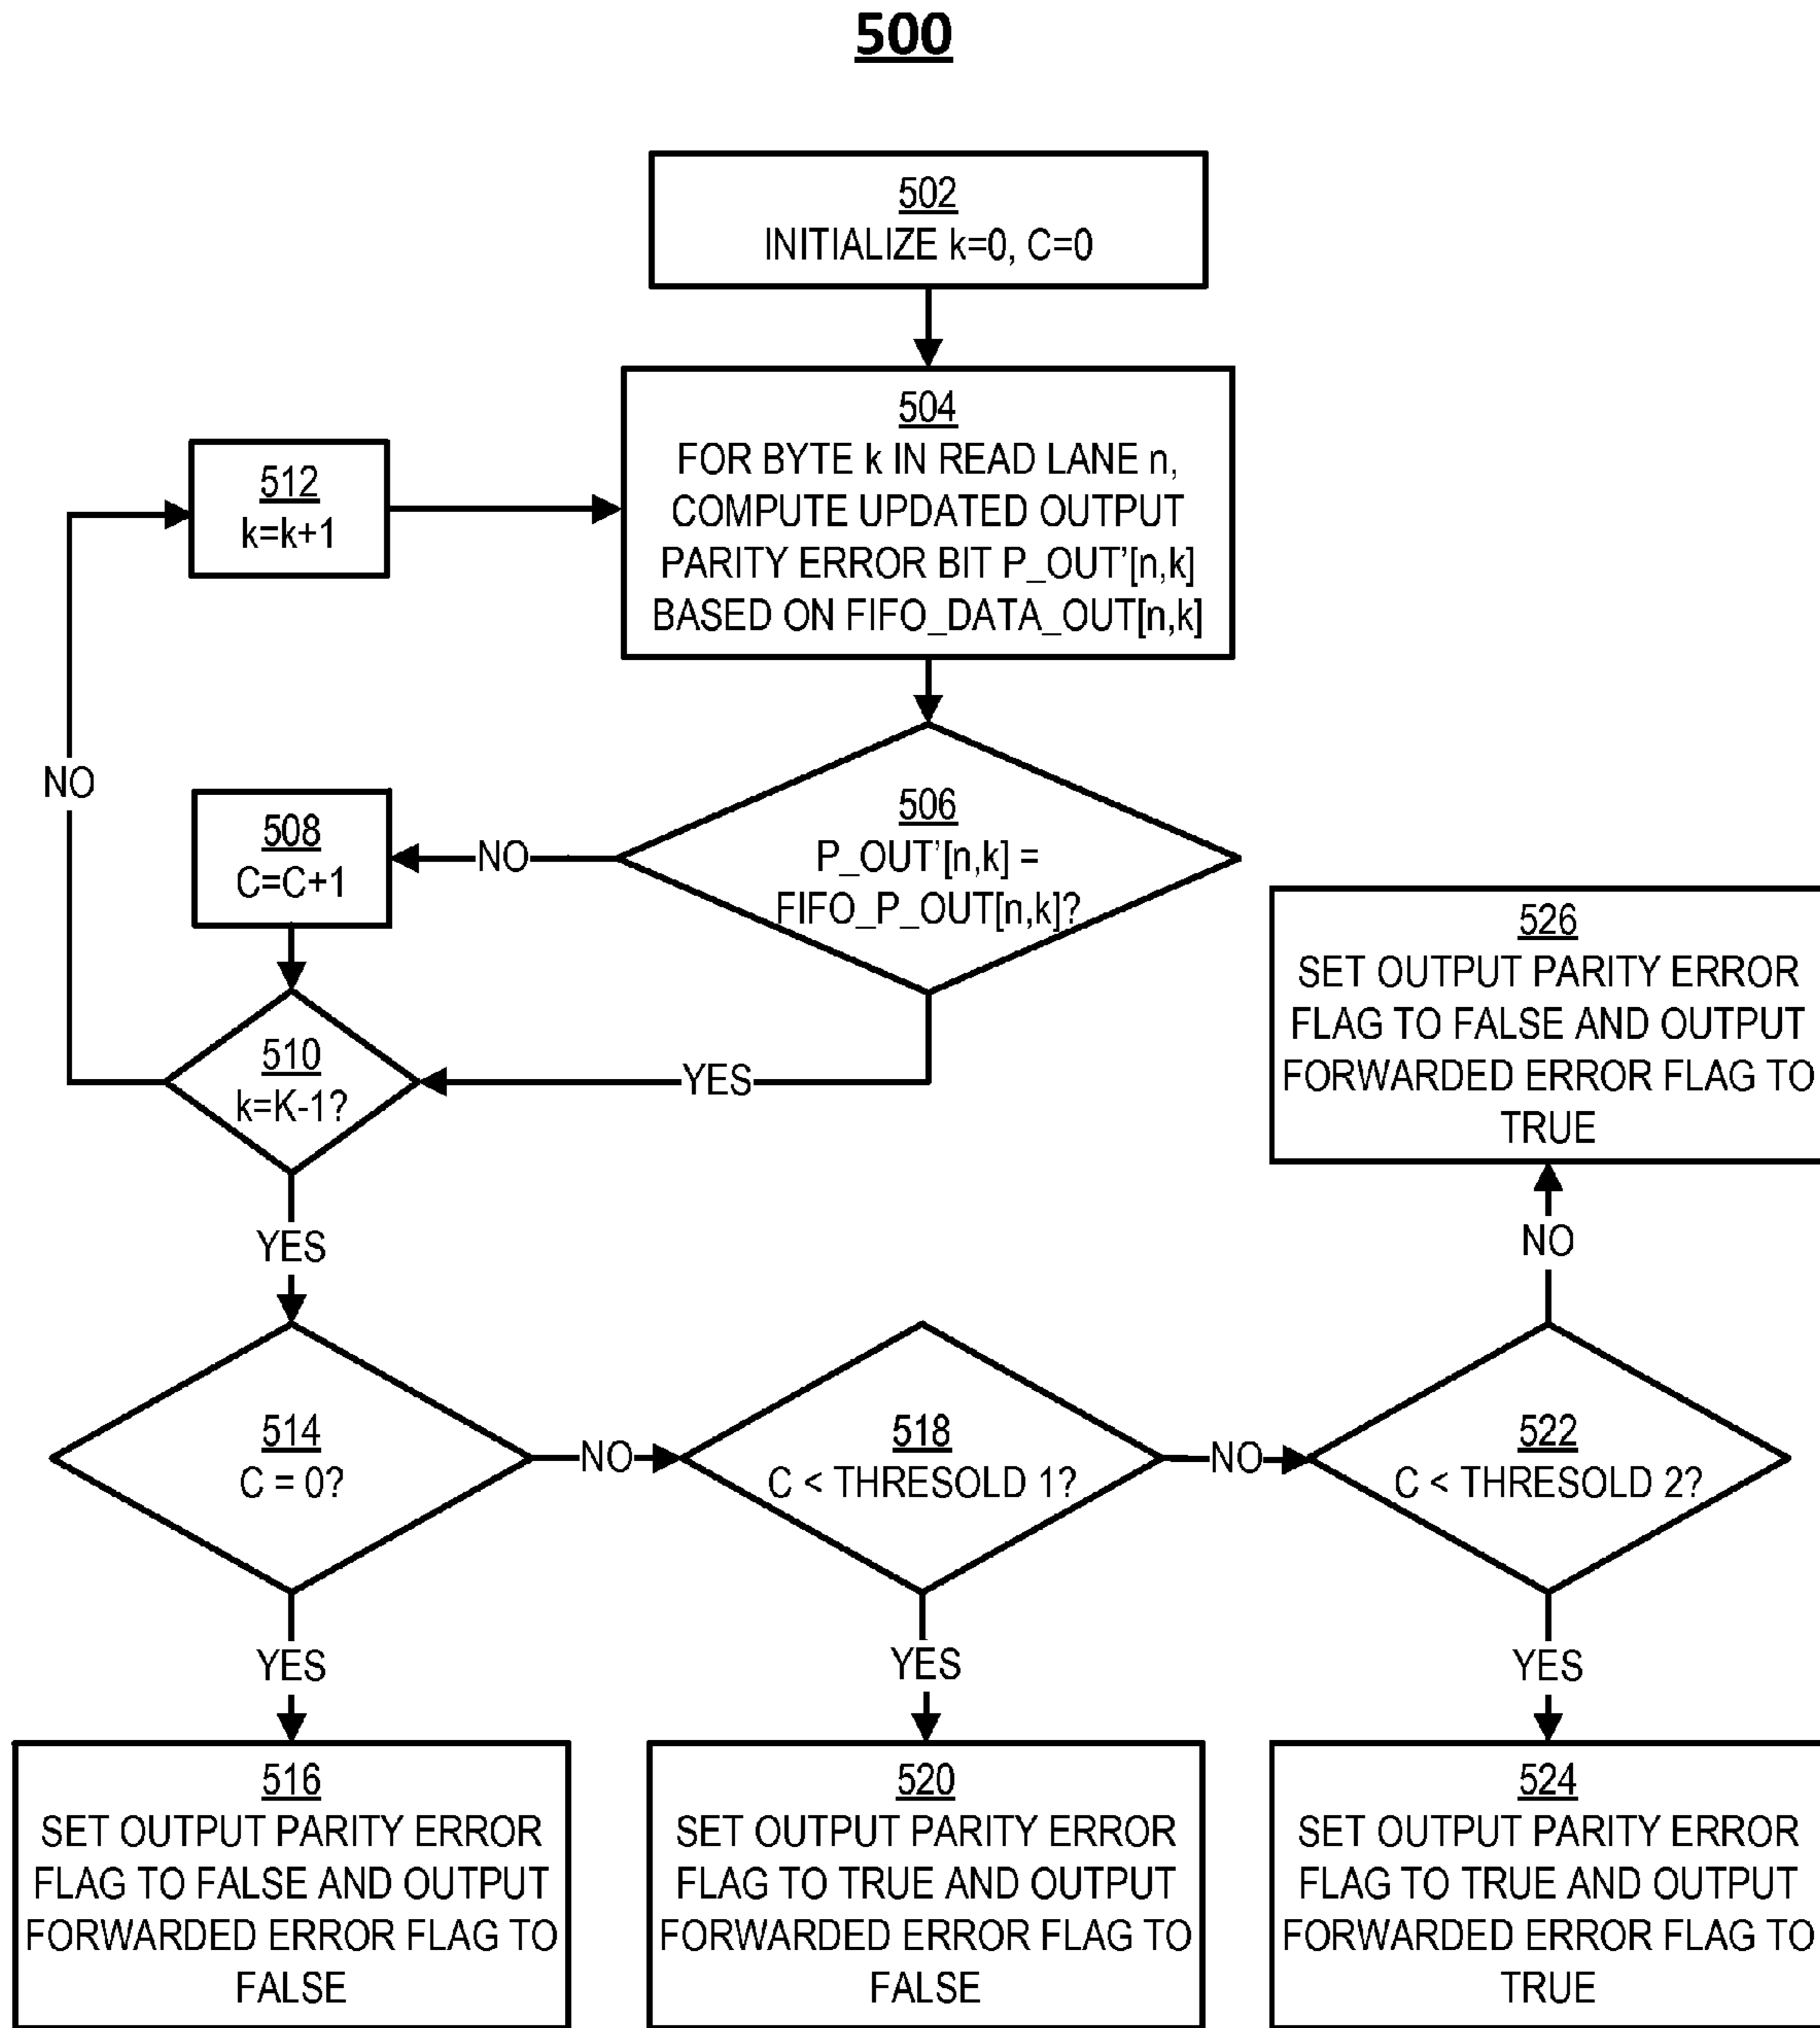 500
502
INITIALIZE k=0, C=0
504
FOR BYTE k IN READ LANE n,
COMPUTE UPDATED OUTPUT
PARITY ERROR BIT P_OUT’[n,k]
BASED ON FIFO_DATA_OUT[n,k]
512
k=k+1
NO
506
P_OUT’[n,k] =
FIFO_P_OUT[n,k]?
NO
508
C=C+1
YES
510
k=K-1?
YES
526
SET OUTPUT PARITY ERROR
FLAG TO FALSE AND OUTPUT
FORWARDED ERROR FLAG TO
TRUE
NO
514
C = 0?
NO
518
C < THRESOLD 1?
NO
522
C < THRESOLD 2?
YES
YES
YES
516
SET OUTPUT PARITY ERROR
FLAG TO FALSE AND OUTPUT
FORWARDED ERROR FLAG TO
FALSE
520
SET OUTPUT PARITY ERROR
FLAG TO TRUE AND OUTPUT
FORWARDED ERROR FLAG TO
FALSE
524
SET OUTPUT PARITY ERROR
FLAG TO TRUE AND OUTPUT
FORWARDED ERROR FLAG TO
TRUE